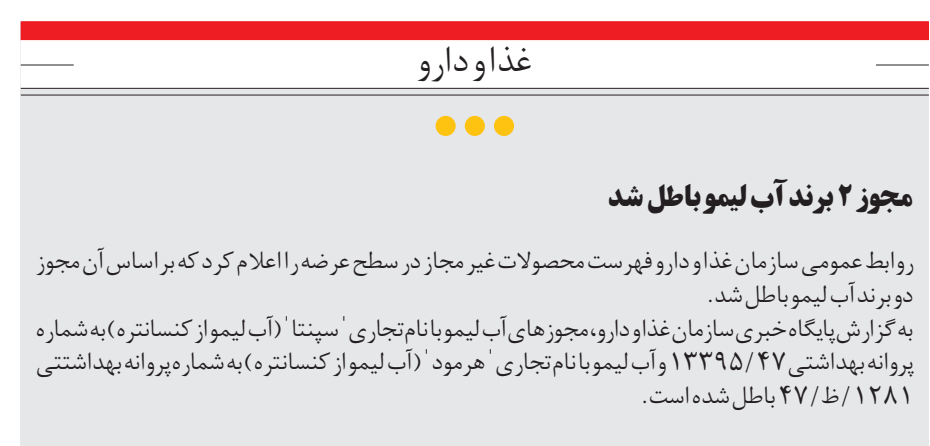 غذا و دارو
مجوز ۲ برند آب لیمو باطل شد
روابط عمومی سازمان غذا و دارو فهرست محصولات غیر مجاز در سطح عرضه را اعلام کرد که بر اساس آن مجوز
دو برند آب لیمو باطل شد.
به گزارش پایگاه خبری سازمان غذا و دارو، مجوزهای آب لیمو با نام تجاری 'سپنتا' (آب لیمو از کنسانتره) به شماره
پروانه بهداشتی ۱۳۳۹۵/۴۷ و آب لیمو با نام تجاری 'هرمود' (آب لیمو از کنسانتره) به شماره پروانه بهداشتتی
۱۲۸۱/ظ/۴۷ باطل شده است.